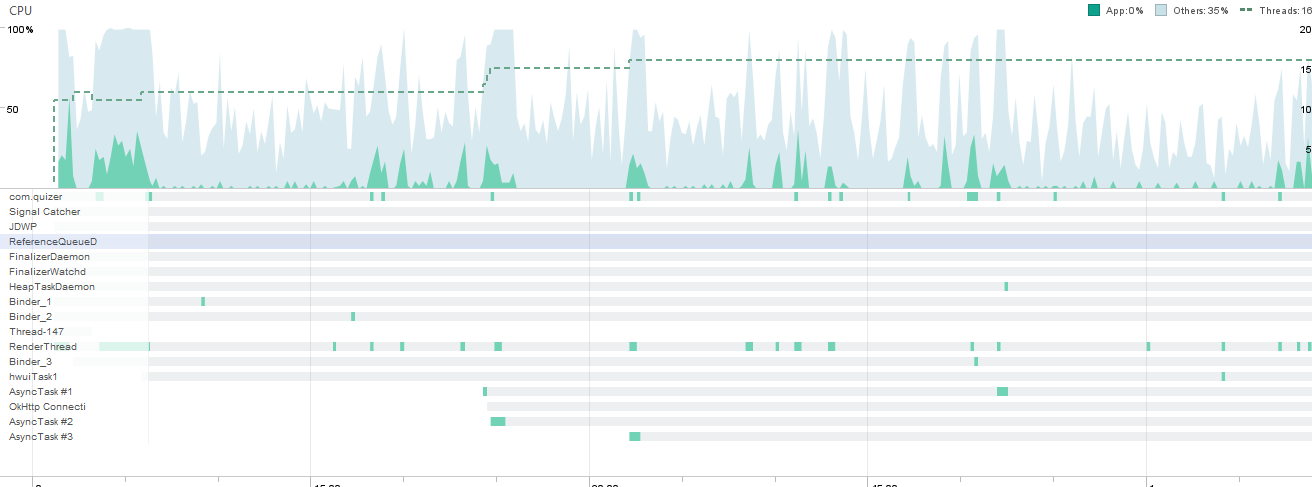 CPU App:0% Others: 35% Threads: 16
100% 20
15
50 10
5
com.quizer
Signal Catcher
JDWP
ReferenceQueueD
FinalizerDaemon
FinalizerWatchd
HeapTaskDaemon
Binder_1
Binder_2
Thread-147
RenderThread
Binder_3
hwuiTask1
AsyncTask #1
OkHttp Connecti
AsyncTask #2
AsyncTask #3